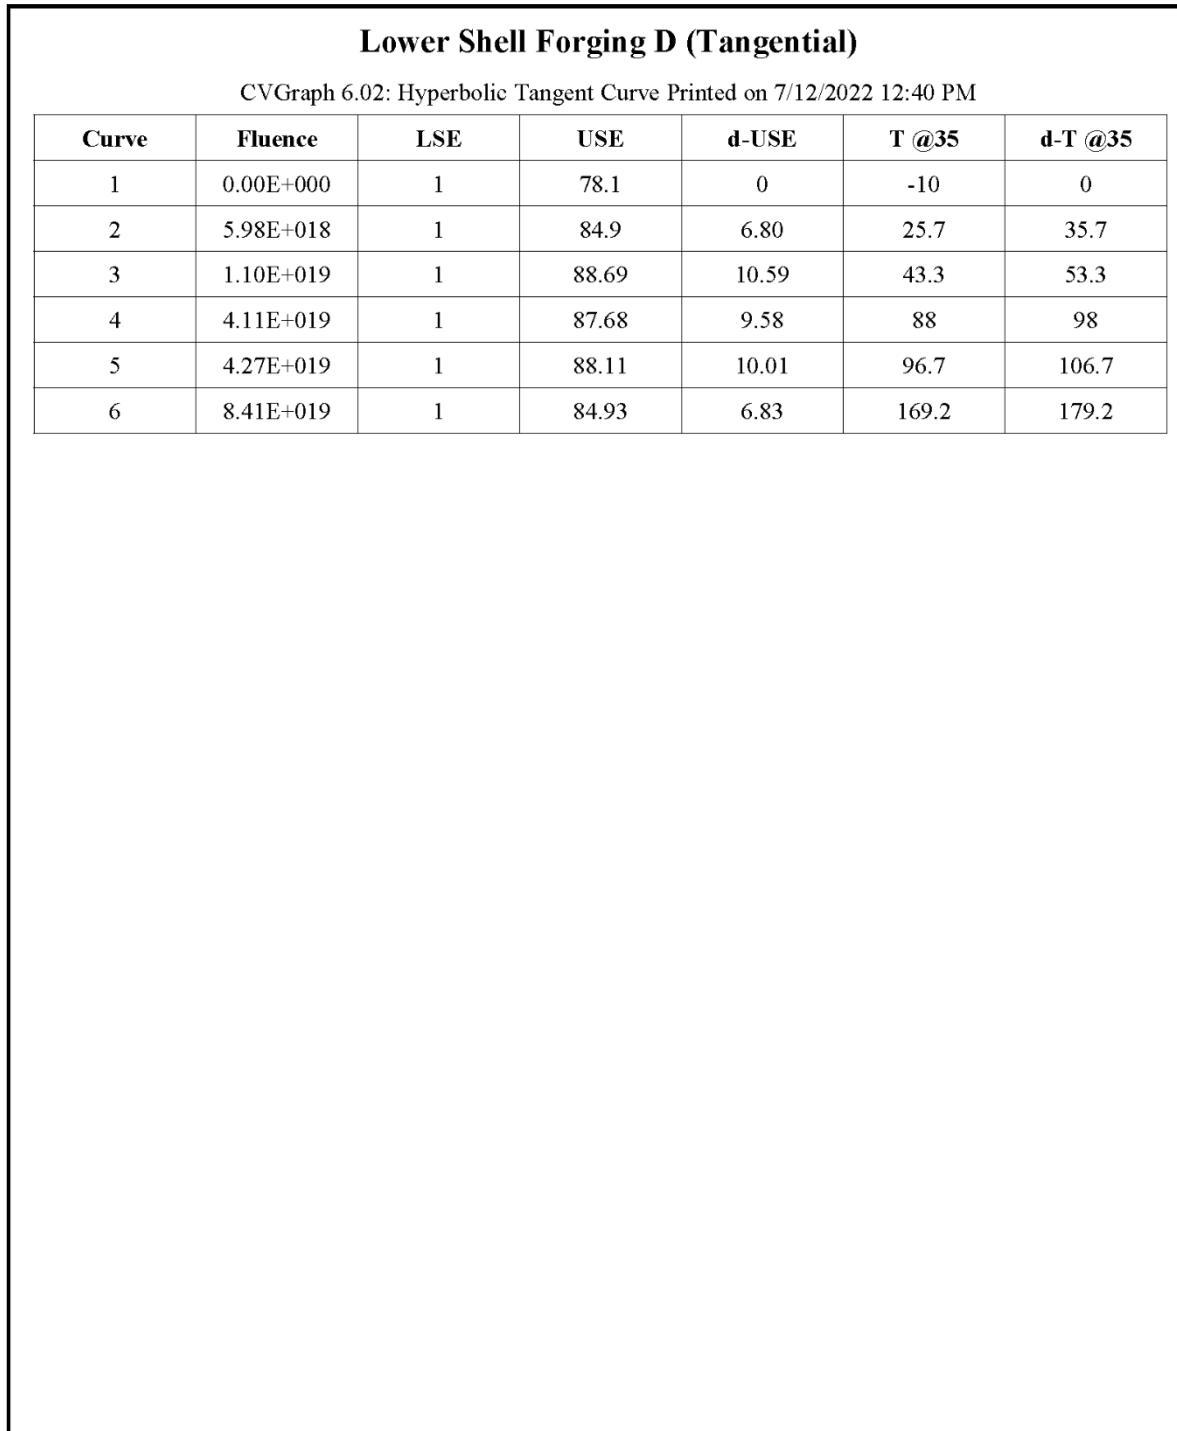 Lower Shell Forging D (Tangential)
CVGraph 6.02: Hyperbolic Tangent Curve Printed on 7/12/2022 12:40 PM
Curve Fluence LSE USE d-USE T @35 d-T @35
1 0.00E+000 1 78.1 0 -10 0
2 5.98E+018 1 84.9 6.80 25.7 35.7
3 1.10E+019 1 88.69 10.59 43.3 53.3
4 4.11E+019 1 87.68 9.58 88 98
5 4.27E+019 1 88.11 10.01 96.7 106.7
6 8.41E+019 1 84.93 6.83 169.2 179.2